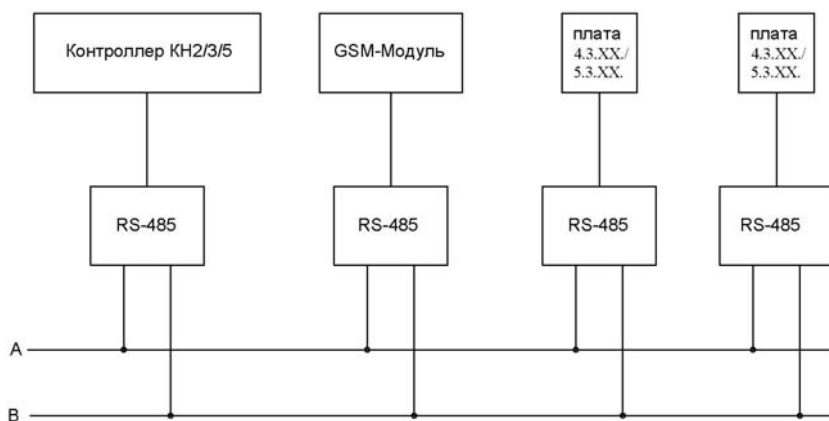 Контроллер КН2/3/5
GSM-Модуль
плата
4.3.XX./
5.3.XX.
плата
4.3.XX./
5.3.XX.
RS-485
RS-485
RS-485
RS-485
A
B